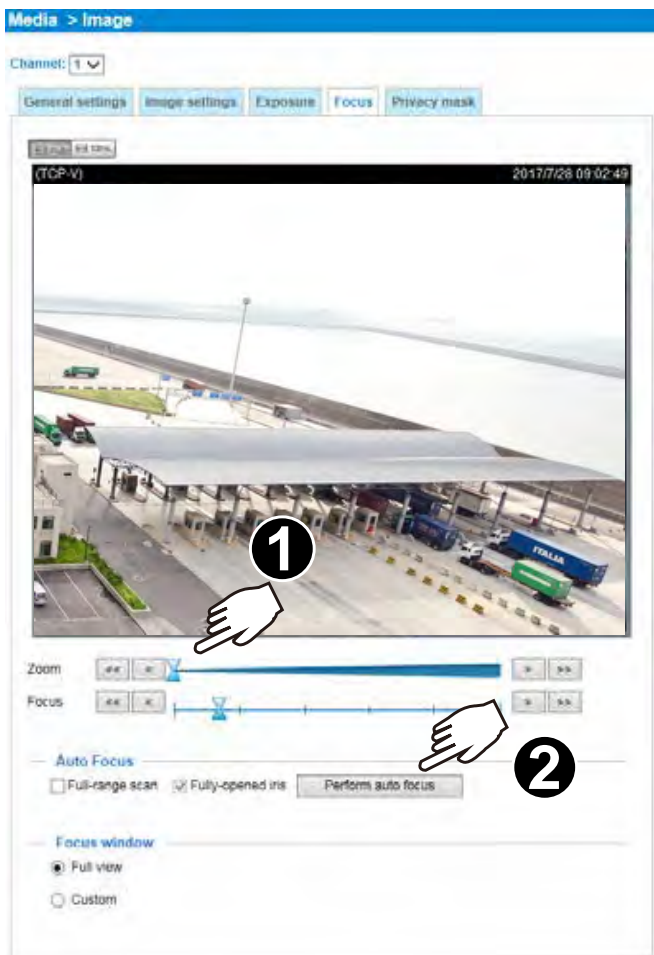 Media > Image
Channel: 1
General settings Image settings Exposure Focus Privacy mask
(TCP-V) 2017/7/28 09:02:49
ITALIA
1
Zoom << < > >>
Focus << < > >>
2
Auto Focus
Full-range scan Fully-opened iris Perform auto focus
Focus window
Full view
Custom